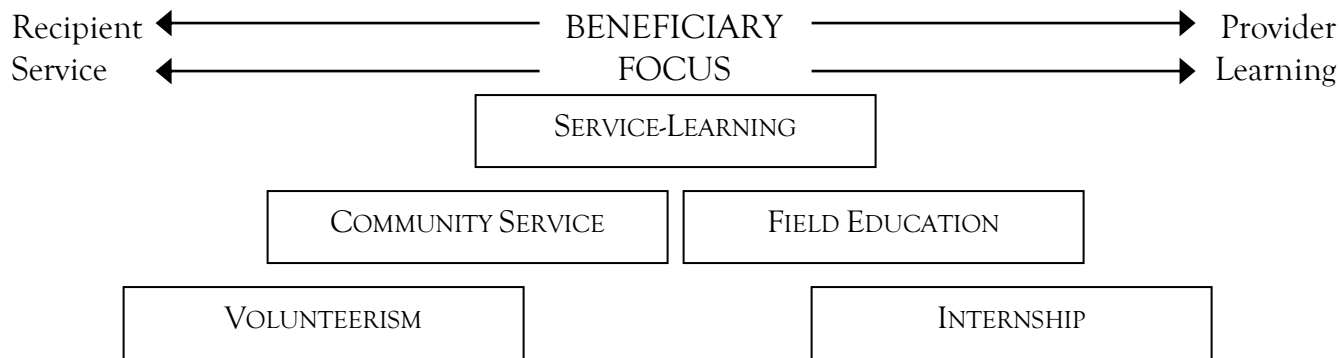 Recipient BENEFICIARY Provider
Service FOCUS Learning
SERVICE-LEARNING
COMMUNITY SERVICE FIELD EDUCATION
VOLUNTEERISM INTERNSHIP